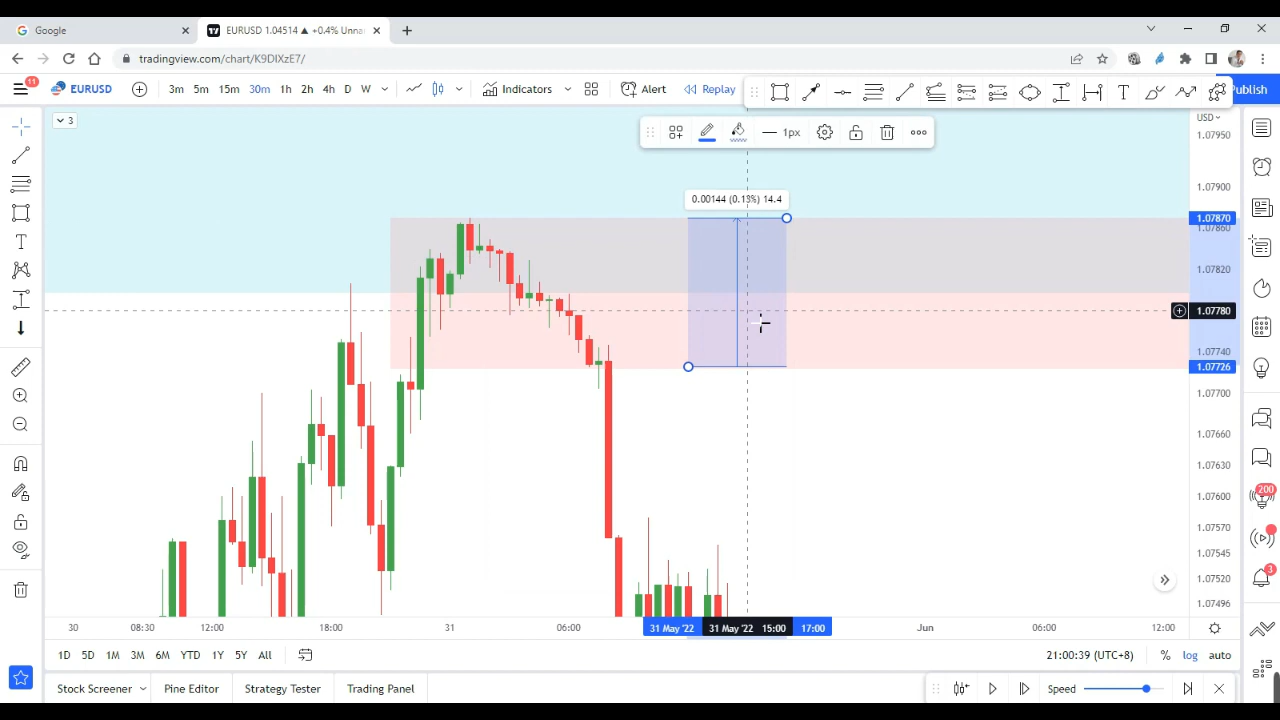 Google
EURUSD 1.04514 ▲ +0.4% Unna
tradingview.com/chart/K9DIXzE7/
11
EURUSD
3m 5m 15m 30m 1h 2h 4h D W
Indicators
Alert
Replay
Publish
3
1px
USD
1.07950
1.07900
0.00144 (0.13%) 14.4
1.07870
1.07860
1.07820
1.07780
1.07740
1.07726
1.07700
1.07660
1.07630
1.07600
1.07570
1.07545
1.07520
1.07496
200
3
30 08:30 12:00 18:00 31 06:00 31 May '22 31 May '22 15:00 17:00 Jun 06:00 12:00
1D 5D 1M 3M 6M YTD 1Y 5Y All
21:00:39 (UTC+8) % log auto
Stock Screener Pine Editor Strategy Tester Trading Panel
Speed